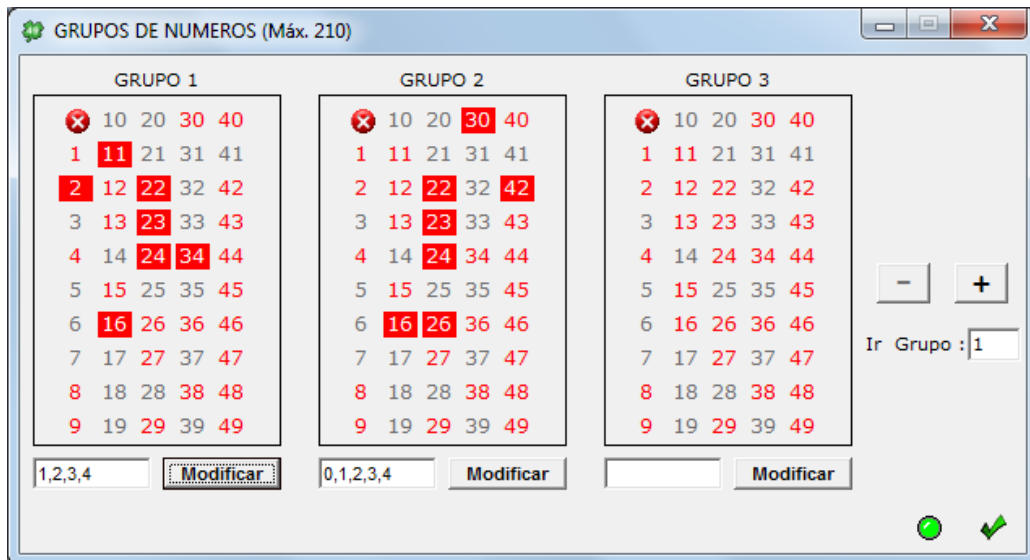 GRUPOS DE NUMEROS (Máx. 210)
GRUPO 1 GRUPO 2 GRUPO 3
10 20 30 40 10 20 30 40 10 20 30 40
1 11 21 31 41 1 11 21 31 41 1 11 21 31 41
2 12 22 32 42 2 12 22 32 42 2 12 22 32 42
3 13 23 33 43 3 13 23 33 43 3 13 23 33 43
4 14 24 34 44 4 14 24 34 44 4 14 24 34 44
5 15 25 35 45 5 15 25 35 45 5 15 25 35 45
- +
6 16 26 36 46 6 16 26 36 46 6 16 26 36 46
Ir Grupo : 1
7 17 27 37 47 7 17 27 37 47 7 17 27 37 47
8 18 28 38 48 8 18 28 38 48 8 18 28 38 48
9 19 29 39 49 9 19 29 39 49 9 19 29 39 49
1,2,3,4 Modificar 0,1,2,3,4 Modificar Modificar